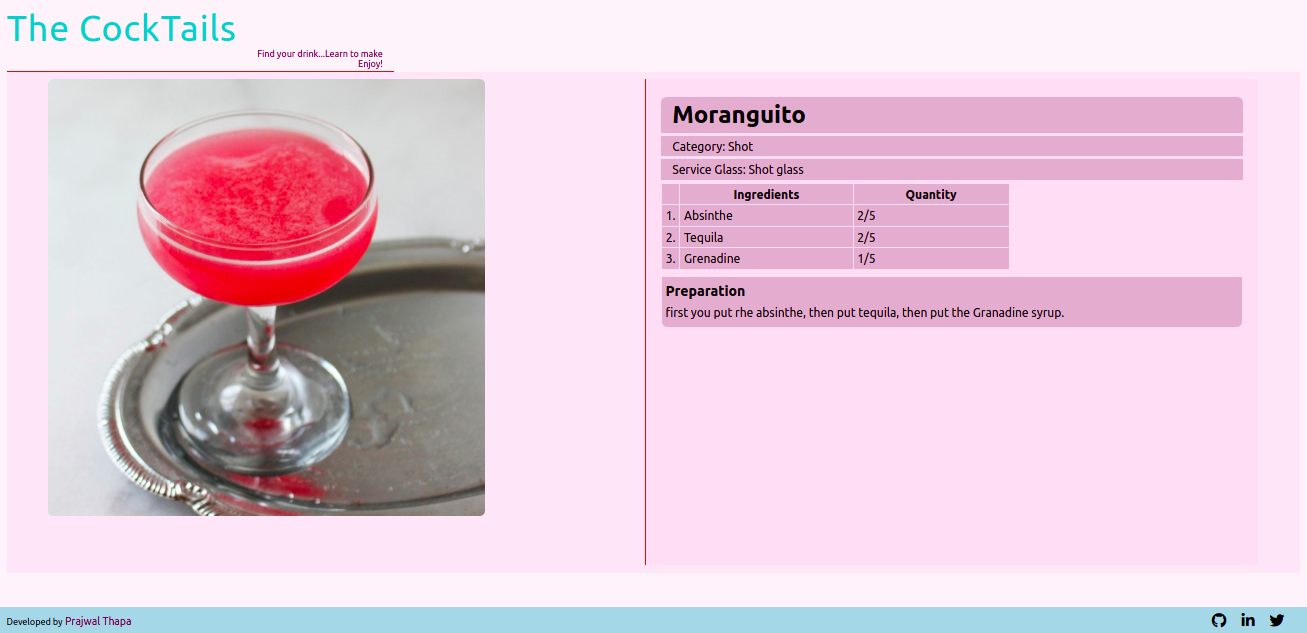 The CockTails
Find your drink...Learn to make
Enjoy!
Moranguito
Category: Shot
Service Glass: Shot glass
Ingredients Quantity
1. Absinthe 2/5
2. Tequila 2/5
3. Grenadine 1/5
Preparation
first you put rhe absinthe, then put tequila, then put the Granadine syrup.
Developed by Prajwal Thapa